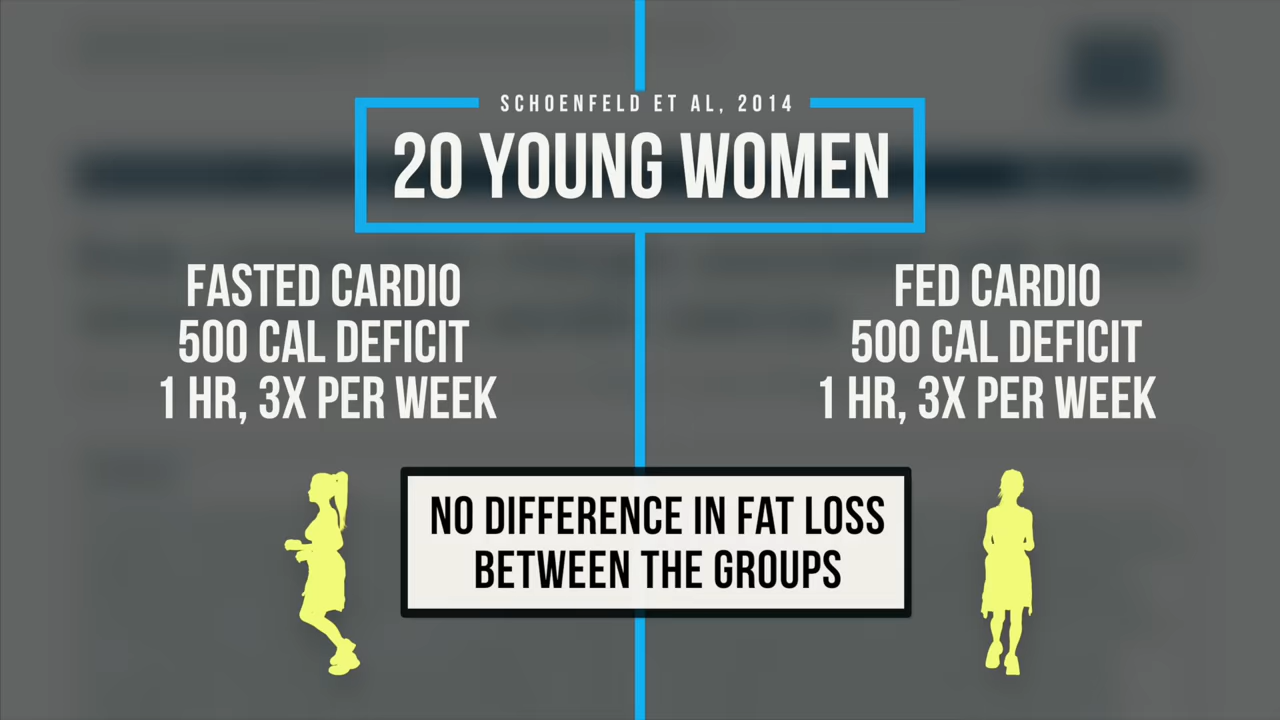 SCHOENFELD ET AL, 2014
20 YOUNG WOMEN
FASTED CARDIO
500 CAL DEFICIT
1 HR, 3X PER WEEK
FED CARDIO
500 CAL DEFICIT
1 HR, 3X PER WEEK
NO DIFFERENCE IN FAT LOSS
BETWEEN THE GROUPS